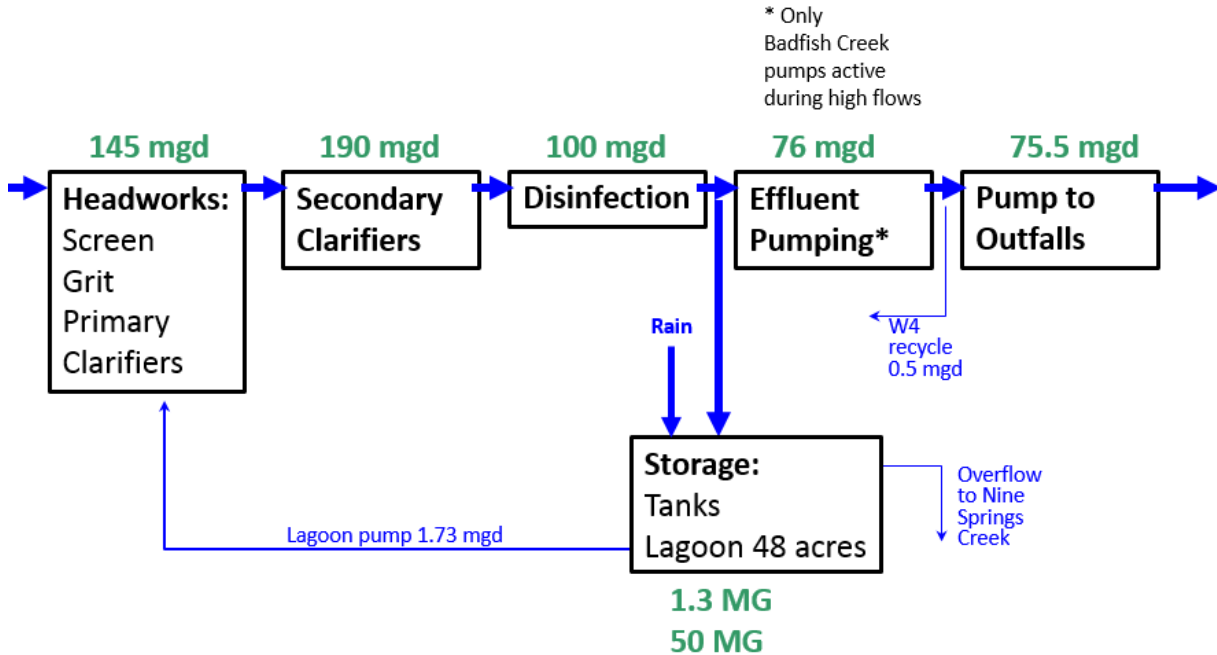 * Only
Badfish Creek
pumps active
during high flows
145 mgd
190 mgd
100 mgd
76 mgd
75.5 mgd
Headworks:
Screen
Grit
Primary
Clarifiers
Secondary
Clarifiers
Disinfection
Effluent
Pumping*
Pump to
Outfalls
W4
recycle
0.5 mgd
Rain
Storage:
Tanks
Lagoon 48 acres
Overflow
to Nine
Springs
Creek
Lagoon pump 1.73 mgd
1.3 MG
50 MG